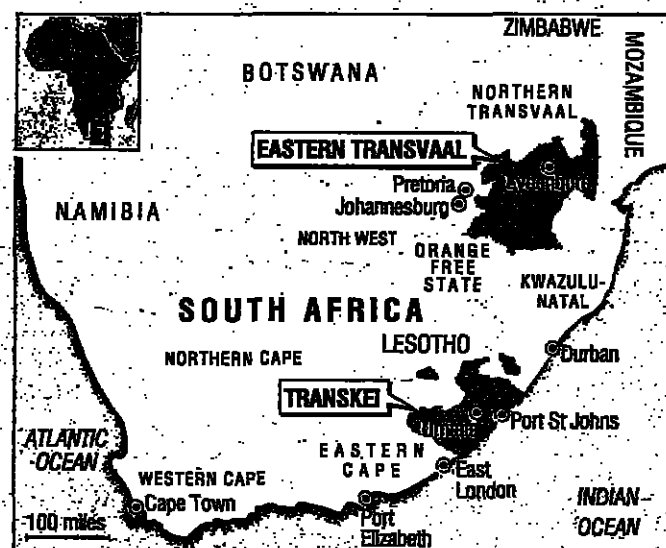 ZIMBABWE
MOZAMBIQUE
BOTSWANA
NORTHERN
TRANSVAAL
EASTERN TRANSVAAL
Pretoria
Johannesburg
NAMIBIA
NORTH WEST
ORANGE
FREE
STATE
KWAZULU-
NATAL
SOUTH AFRICA
LESOTHO
NORTHERN CAPE
Durban
TRANSKEI
Port St Johns
ATLANTIC
OCEAN
EASTERN
CAPE
WESTERN CAPE
East
London
Cape Town
Port
Elizabeth
INDIAN
OCEAN
100 miles